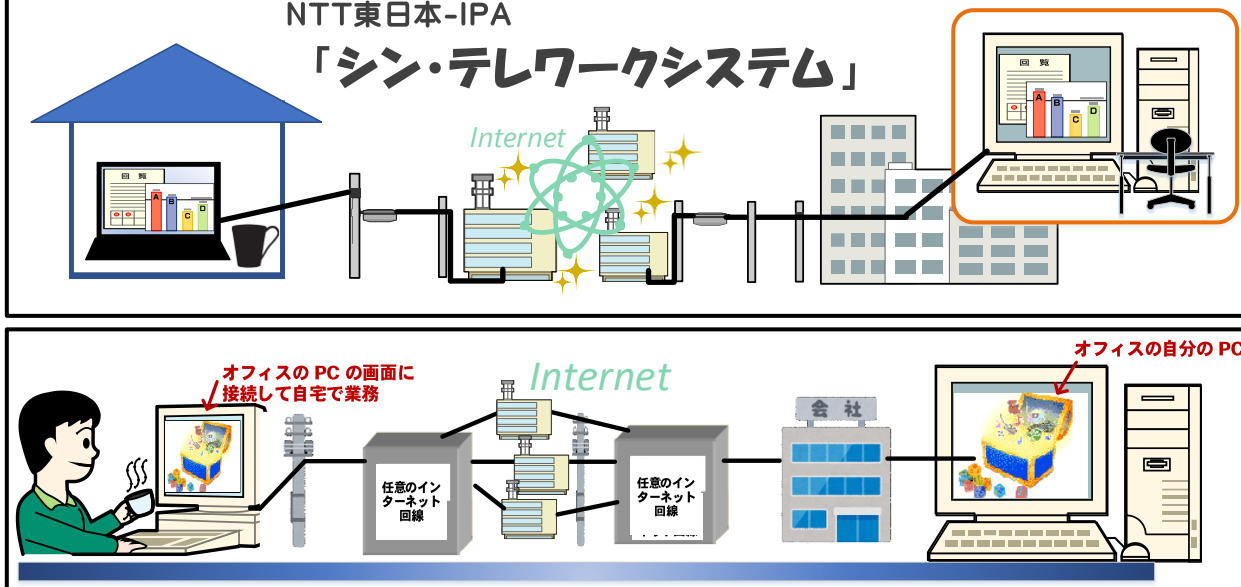 NTT東日本-IPA
「シン・テレワークシステム」
Internet
回 覧
A
B
C
D
回 覧
A
B
C
D
オフィスの PC の画面に
接続して自宅で業務
Internet
オフィスの自分の PC
会 社
任意のイン
ターネット
回線
任意のイン
ターネット
回線